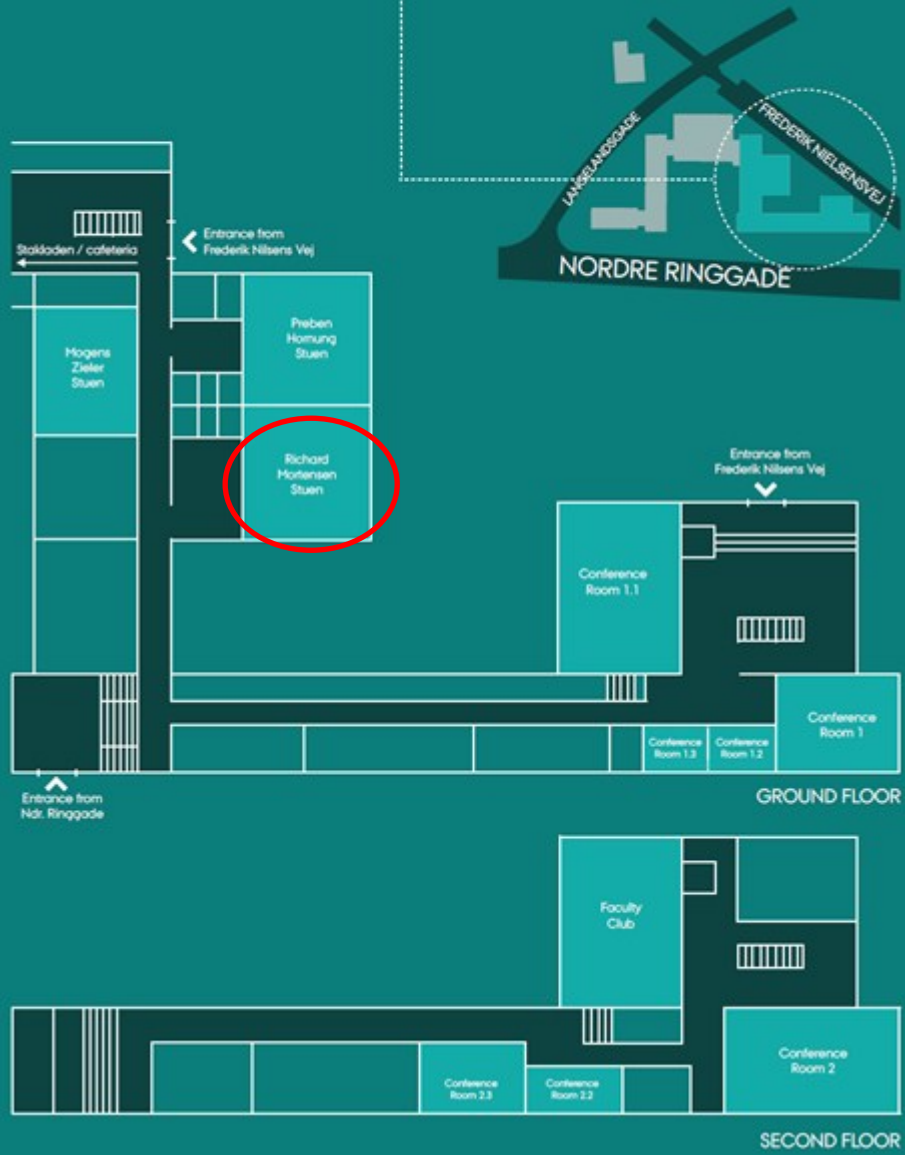 LANGELANDSGADE
FREDERIK NIELSENSVEJ
NORDRE RINGGADE
Stakladen / cafeteria
Entrance from
Frederik Nilsens Vej
Mogens
Zieler
Stuen
Preben
Hornung
Stuen
Richard
Mortensen
Stuen
Entrance from
Frederik Nilsens Vej
Conference
Room 1.1
Conference
Room 1.3
Conference
Room 1.2
Conference
Room 1
Entrance from
Ndr. Ringgade
GROUND FLOOR
Faculty
Club
Conference
Room 2.3
Conference
Room 2.2
Conference
Room 2
SECOND FLOOR